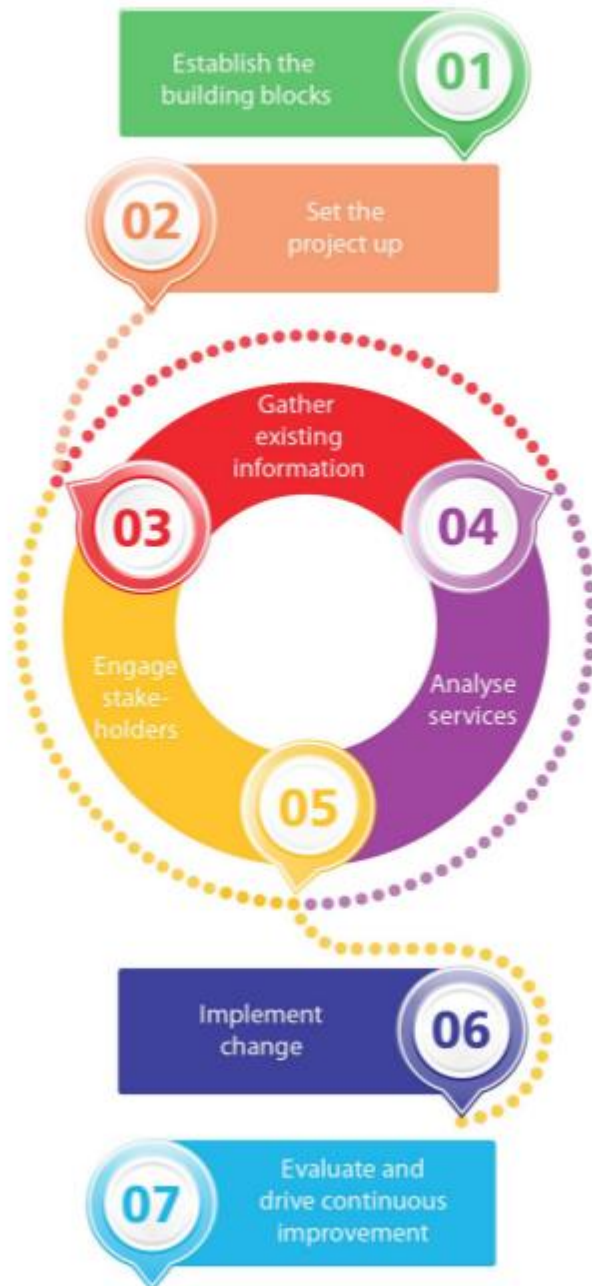 Establish the
building blocks
01
02
Set the
project up
Gather
existing
information
03
04
Engage
stake-
holders
Analyse
services
05
Implement
change
06
07
Evaluate and
drive continuous
improvement